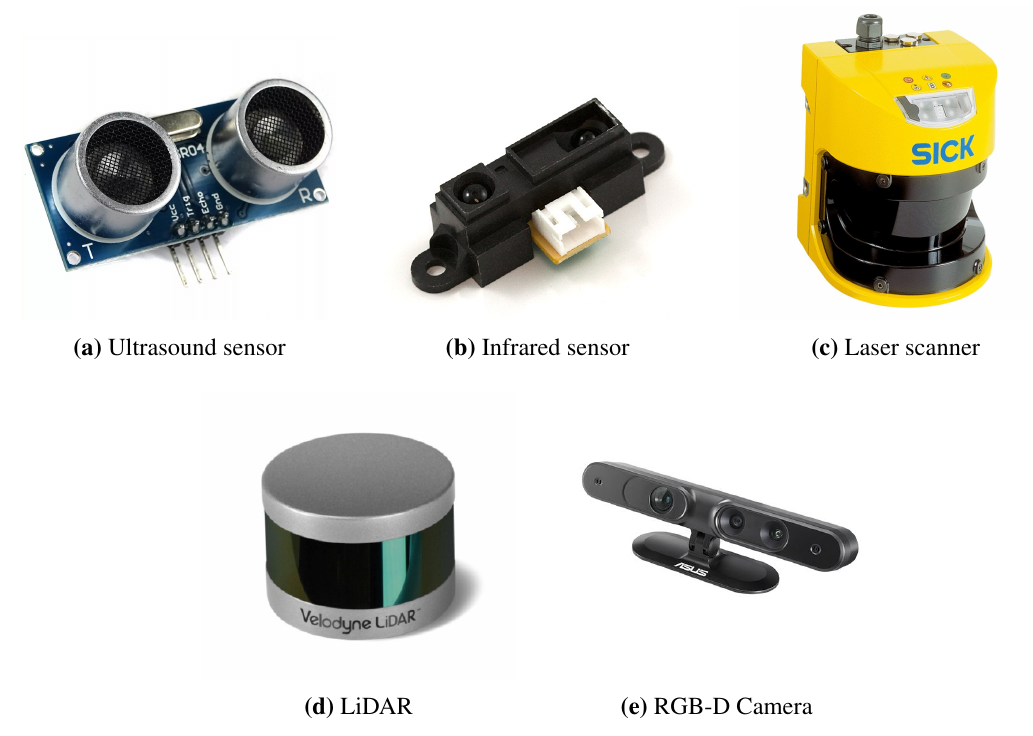 R04
Vcc
Trig
Echo
Gnd
T
R
SICK
(a) Ultrasound sensor
(b) Infrared sensor
(c) Laser scanner
Velodyne LiDAR
ASUS
(d) LiDAR
(e) RGB-D Camera